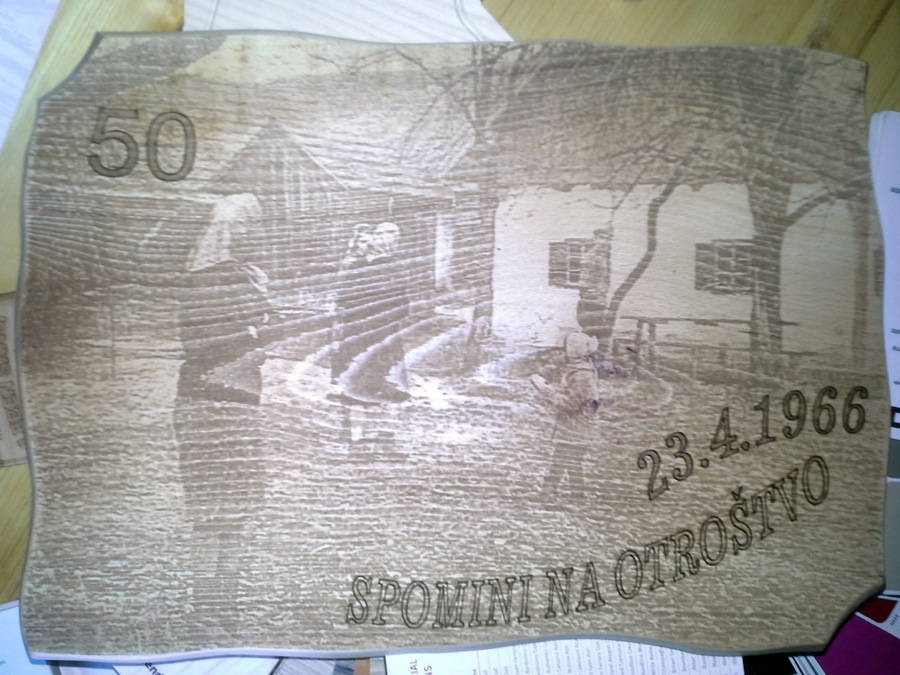 50
23.4.1966
SPOMINI NA OTROŠTVO